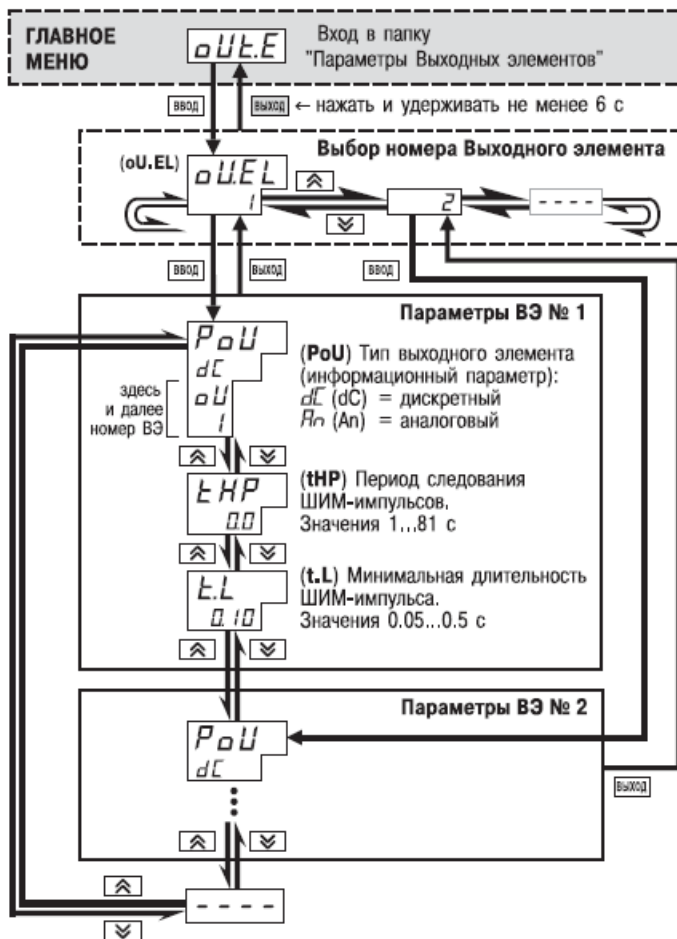 ГЛАВНОЕ
МЕНЮ
oUt.E
Вход в папку
"Параметры Выходных элементов"
ВВОД
ВЫХОД ← нажать и удерживать не менее 6 с
Выбор номера Выходного элемента
(oU.EL)
oU.EL
1
2
- - - -
ВВОД
ВЫХОД
ВВОД
Параметры ВЭ № 1
PoU
dC
oU
1
здесь
и далее
номер ВЭ
(PoU) Тип выходного элемента
(информационный параметр):
dC (dC) = дискретный
An (An) = аналоговый
tHP
0.0
(tHP) Период следования
ШИМ-импульсов.
Значения 1...81 с
t.L
0.10
(t.L) Минимальная длительность
ШИМ-импульса.
Значения 0.05...0.5 с
Параметры ВЭ № 2
PoU
dC
ВЫХОД
- - - -